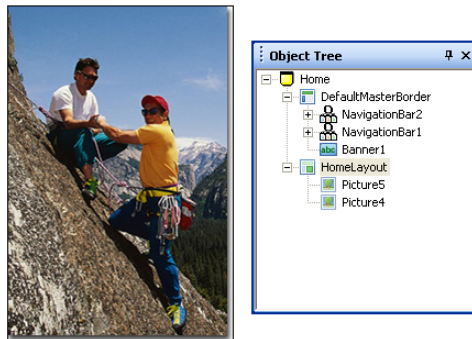 Object Tree
Home
DefaultMasterBorder
NavigationBar2
NavigationBar1
abc Banner1
HomeLayout
Picture5
Picture4